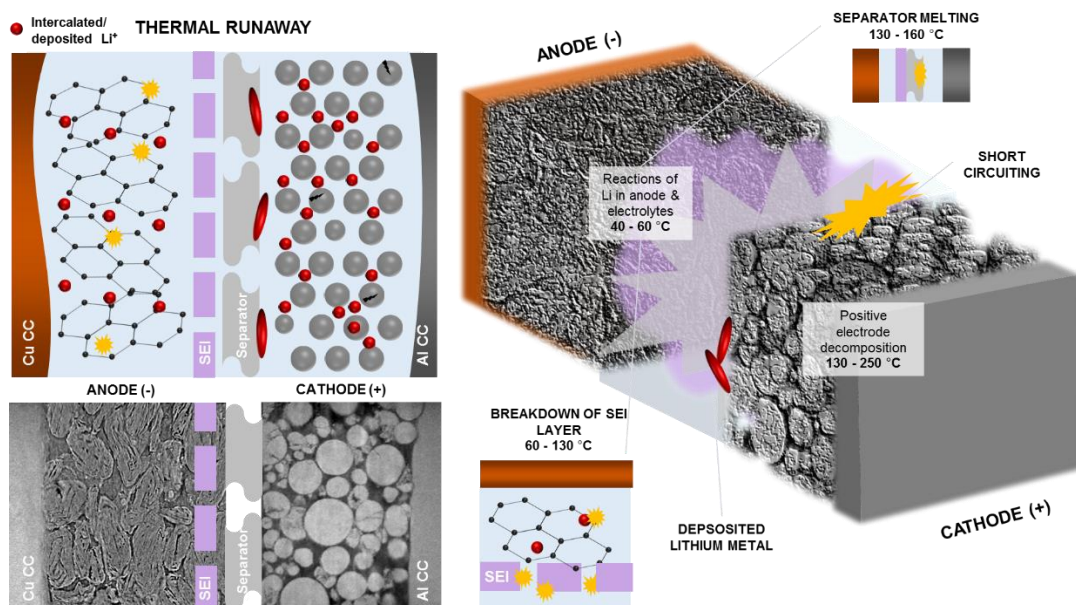 Intercalated/
deposited Li⁺
THERMAL RUNAWAY
Cu CC
SEI
Separator
Al CC
ANODE (-)
CATHODE (+)
Cu CC
SEI
Separator
Al CC
ANODE (-)
SEPARATOR MELTING
130 - 160 °C
SHORT
CIRCUITING
Reactions of
Li in anode &
electrolytes
40 - 60 °C
Positive
electrode
decomposition
130 - 250 °C
BREAKDOWN OF SEI
LAYER
60 - 130 °C
SEI
DEPSOSITED
LITHIUM METAL
CATHODE (+)